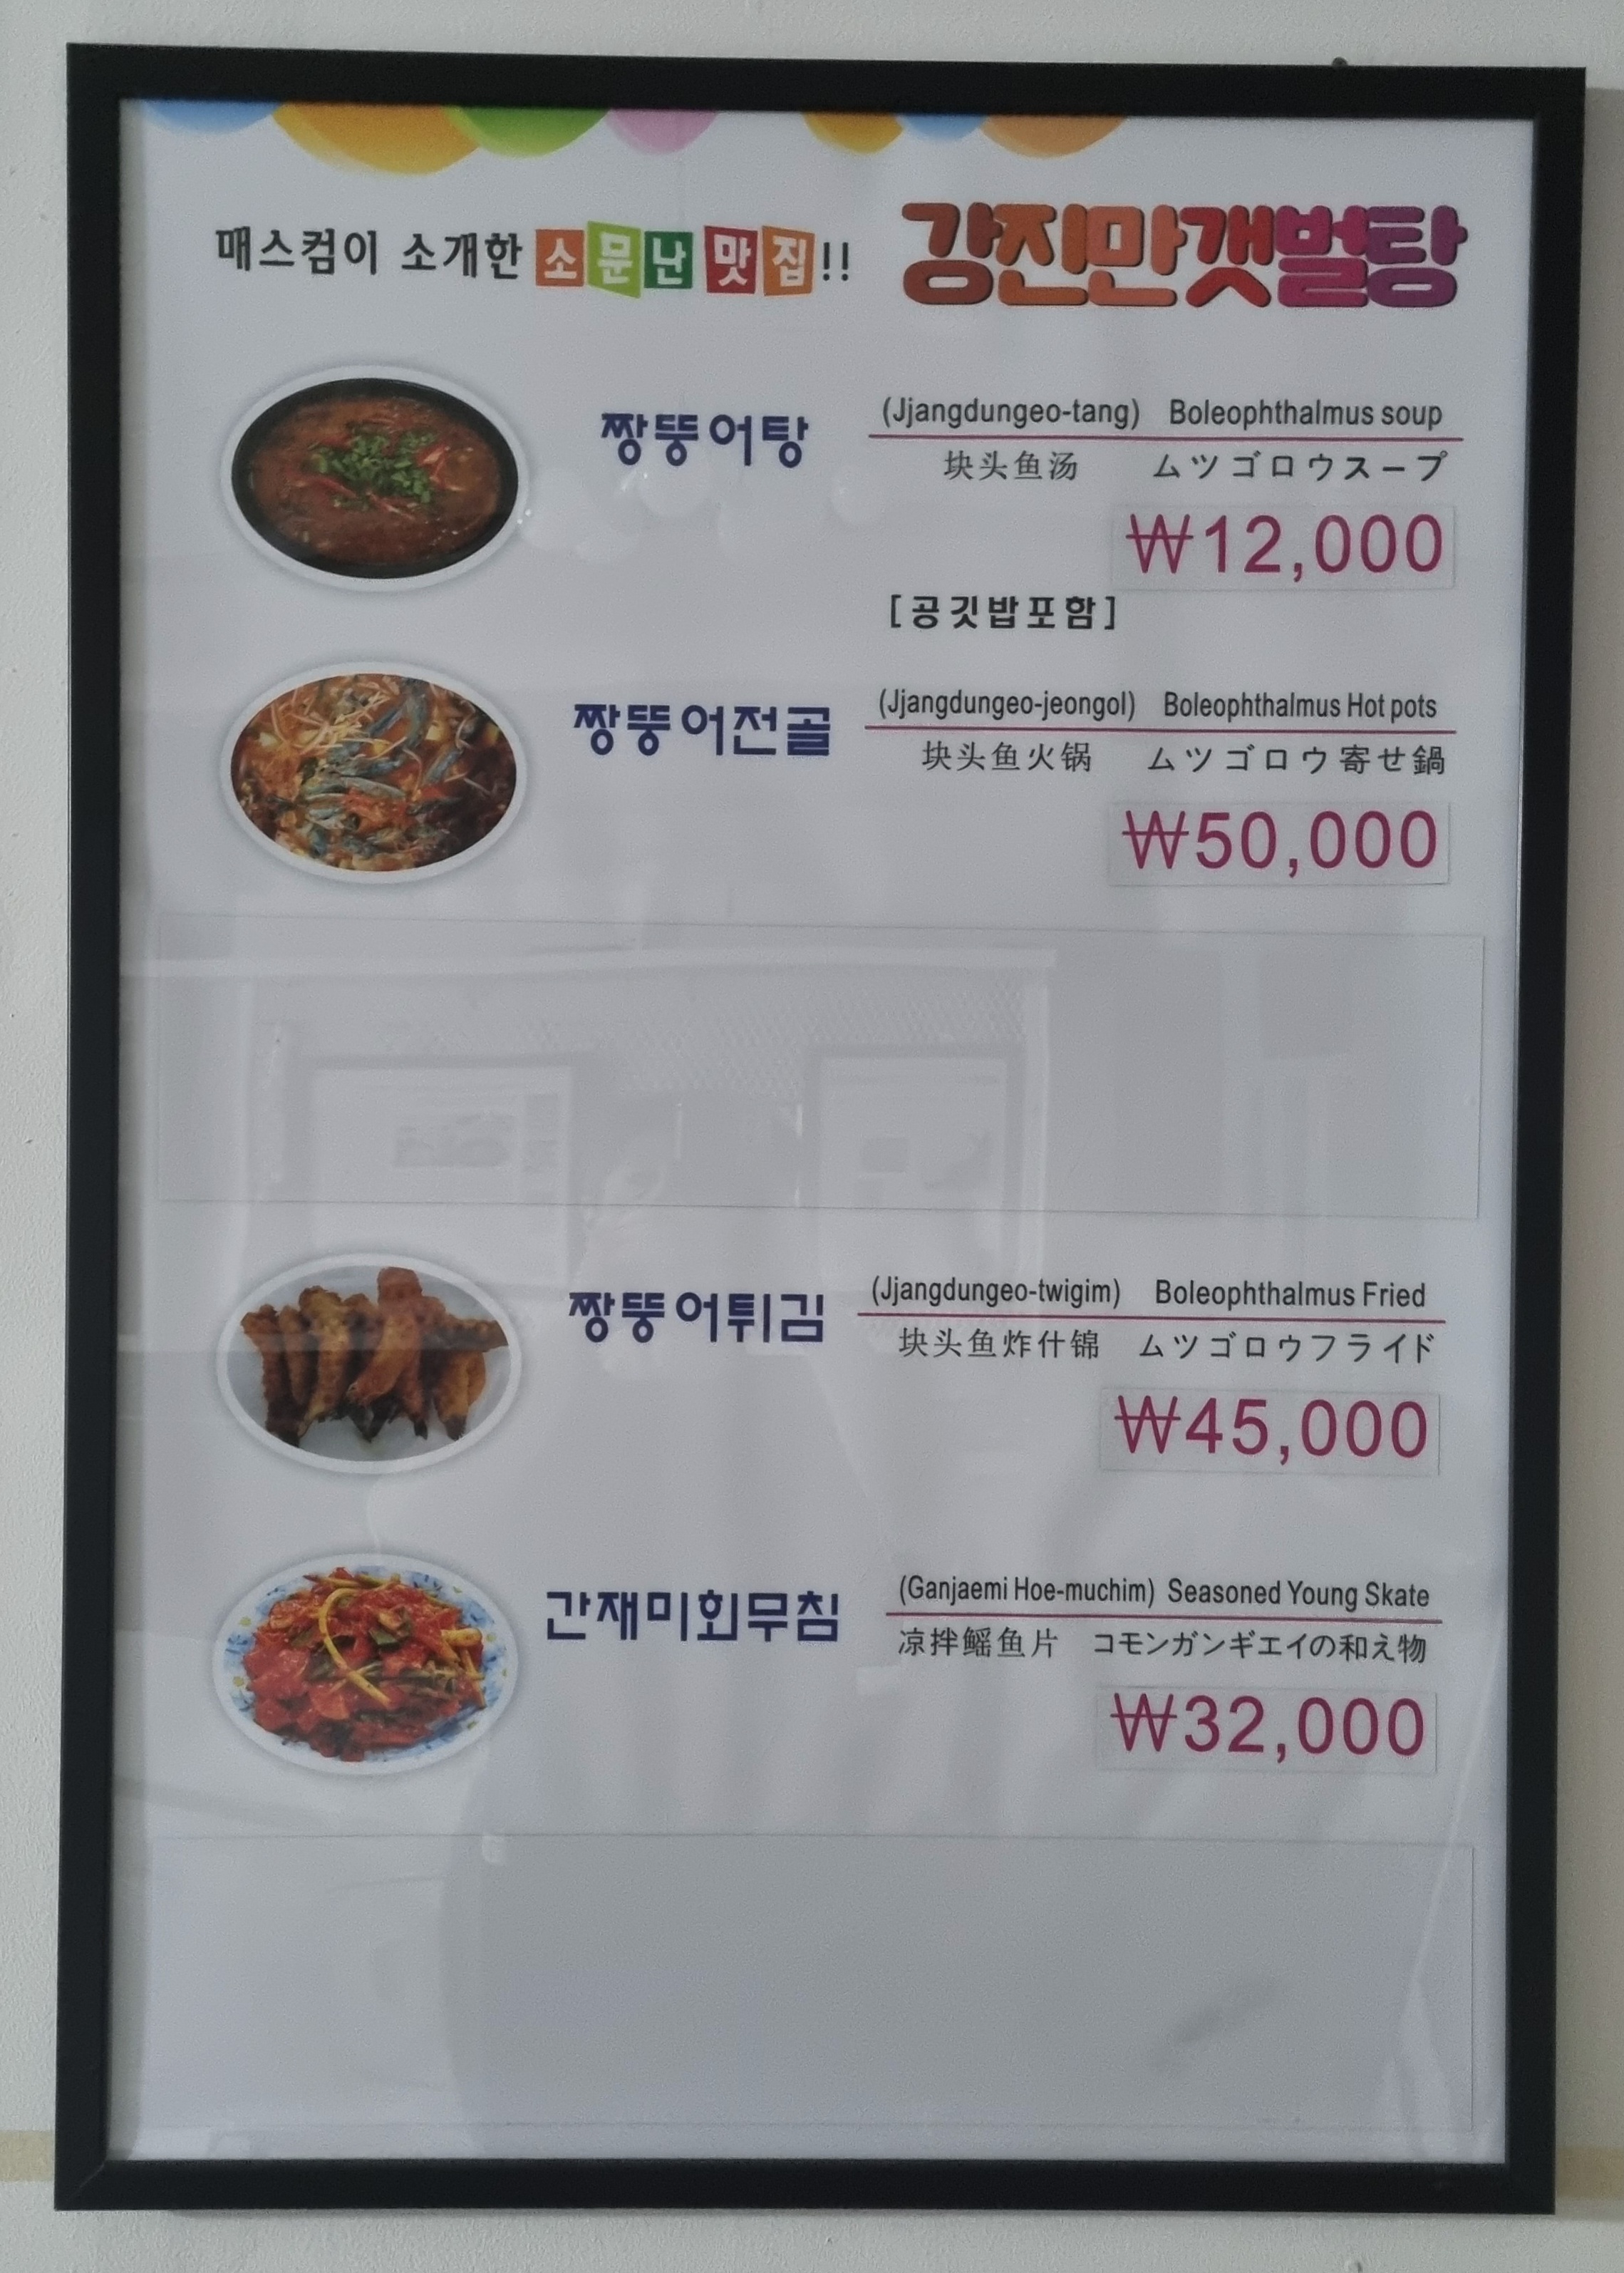 매스컴이 소개한 소문난 맛집!! 강진만갯벌탕
짱뚱어탕 (Jjangdungeo-tang) Boleophthalmus soup
块头鱼汤 ムツゴロウスープ
₩12,000
[공깃밥포함]
짱뚱어전골 (Jjangdungeo-jeongol) Boleophthalmus Hot pots
块头鱼火锅 ムツゴロウ寄せ鍋
₩50,000
짱뚱어튀김 (Jjangdungeo-twigim) Boleophthalmus Fried
块头鱼炸什锦 ムツゴロウフライド
₩45,000
간재미회무침 (Ganjaemi Hoe-muchim) Seasoned Young Skate
凉拌鳐鱼片 コモンガンギエイの和え物
₩32,000